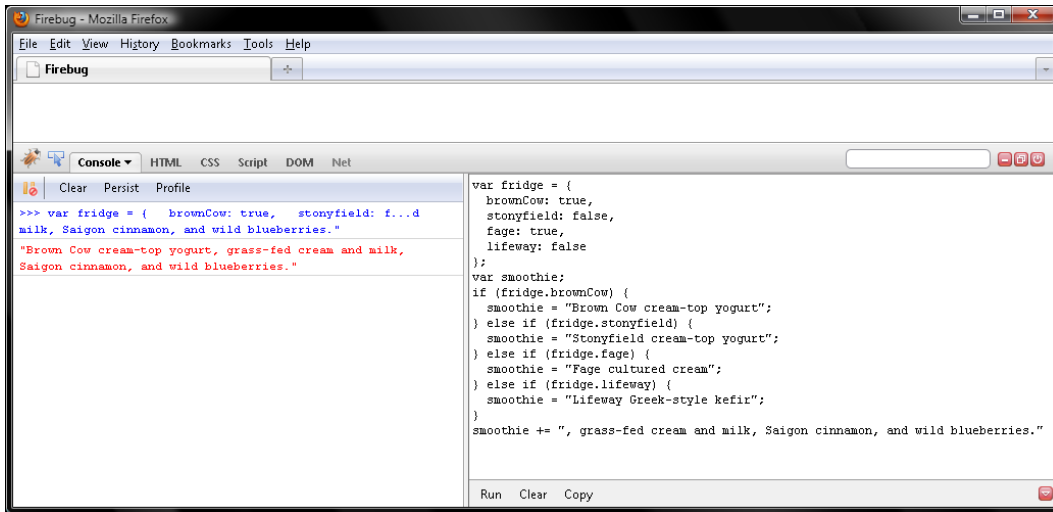 Firebug - Mozilla Firefox
File Edit View History Bookmarks Tools Help
Firebug
Console HTML CSS Script DOM Net
Clear Persist Profile
>>> var fridge = {   brownCow: true,   stonyfield: f...d
milk, Saigon cinnamon, and wild blueberries."
"Brown Cow cream-top yogurt, grass-fed cream and milk,
Saigon cinnamon, and wild blueberries."
var fridge = {
  brownCow: true,
  stonyfield: false,
  fage: true,
  lifeway: false
};
var smoothie;
if (fridge.brownCow) {
  smoothie = "Brown Cow cream-top yogurt";
} else if (fridge.stonyfield) {
  smoothie = "Stonyfield cream-top yogurt";
} else if (fridge.fage) {
  smoothie = "Fage cultured cream";
} else if (fridge.lifeway) {
  smoothie = "Lifeway Greek-style kefir";
}
smoothie += ", grass-fed cream and milk, Saigon cinnamon, and wild blueberries."
Run Clear Copy